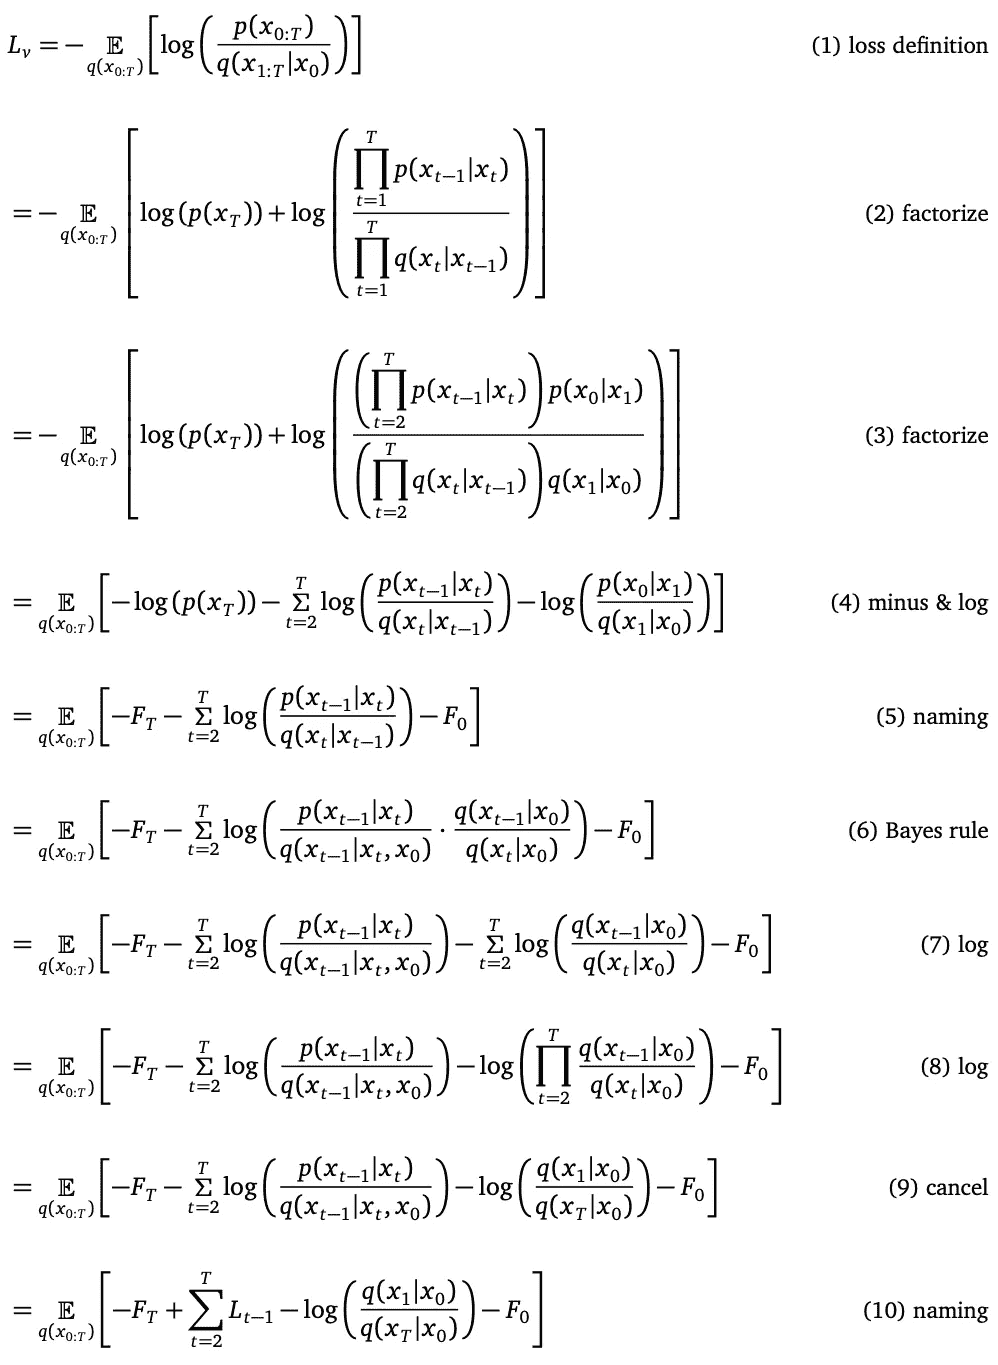 L_v = − 𝔼_{q(x_{0:T})} [ log ( p(x_{0:T}) / q(x_{1:T}|x_0) ) ] (1) loss definition
= − 𝔼_{q(x_{0:T})} [ log (p(x_T)) + log ( ∏_{t=1}^{T} p(x_{t−1}|x_t) / ∏_{t=1}^{T} q(x_t|x_{t−1}) ) ] (2) factorize
= − 𝔼_{q(x_{0:T})} [ log (p(x_T)) + log ( ( ∏_{t=2}^{T} p(x_{t−1}|x_t) ) p(x_0|x_1) / ( ∏_{t=2}^{T} q(x_t|x_{t−1}) ) q(x_1|x_0) ) ] (3) factorize
= 𝔼_{q(x_{0:T})} [ − log (p(x_T)) − Σ_{t=2}^{T} log ( p(x_{t−1}|x_t) / q(x_t|x_{t−1}) ) − log ( p(x_0|x_1) / q(x_1|x_0) ) ] (4) minus & log
= 𝔼_{q(x_{0:T})} [ −F_T − Σ_{t=2}^{T} log ( p(x_{t−1}|x_t) / q(x_t|x_{t−1}) ) − F_0 ] (5) naming
= 𝔼_{q(x_{0:T})} [ −F_T − Σ_{t=2}^{T} log ( p(x_{t−1}|x_t) / q(x_{t−1}|x_t, x_0) · q(x_{t−1}|x_0) / q(x_t|x_0) ) − F_0 ] (6) Bayes rule
= 𝔼_{q(x_{0:T})} [ −F_T − Σ_{t=2}^{T} log ( p(x_{t−1}|x_t) / q(x_{t−1}|x_t, x_0) ) − Σ_{t=2}^{T} log ( q(x_{t−1}|x_0) / q(x_t|x_0) ) − F_0 ] (7) log
= 𝔼_{q(x_{0:T})} [ −F_T − Σ_{t=2}^{T} log ( p(x_{t−1}|x_t) / q(x_{t−1}|x_t, x_0) ) − log ( ∏_{t=2}^{T} q(x_{t−1}|x_0) / q(x_t|x_0) ) − F_0 ] (8) log
= 𝔼_{q(x_{0:T})} [ −F_T − Σ_{t=2}^{T} log ( p(x_{t−1}|x_t) / q(x_{t−1}|x_t, x_0) ) − log ( q(x_1|x_0) / q(x_T|x_0) ) − F_0 ] (9) cancel
= 𝔼_{q(x_{0:T})} [ −F_T + ∑_{t=2}^{T} L_{t−1} − log ( q(x_1|x_0) / q(x_T|x_0) ) − F_0 ] (10) naming